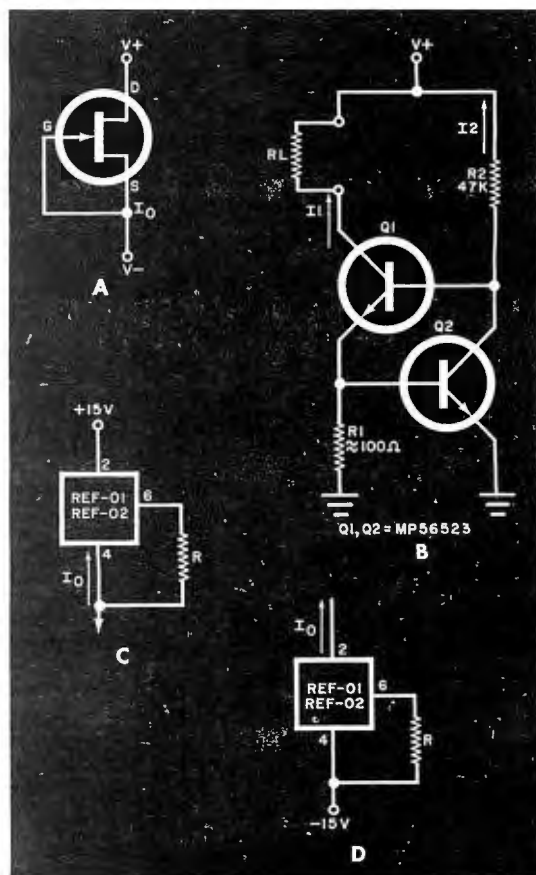 V+
D
G
S
IO
V-
A
V+
I2
RL
R2
47K
I1
Q1
Q2
R1
≈100Ω
Q1,Q2=MP56523
B
+15V
2
REF-01
REF-02
6
4
R
IO
C
IO
2
REF-01
REF-02
6
4
R
-15V
D